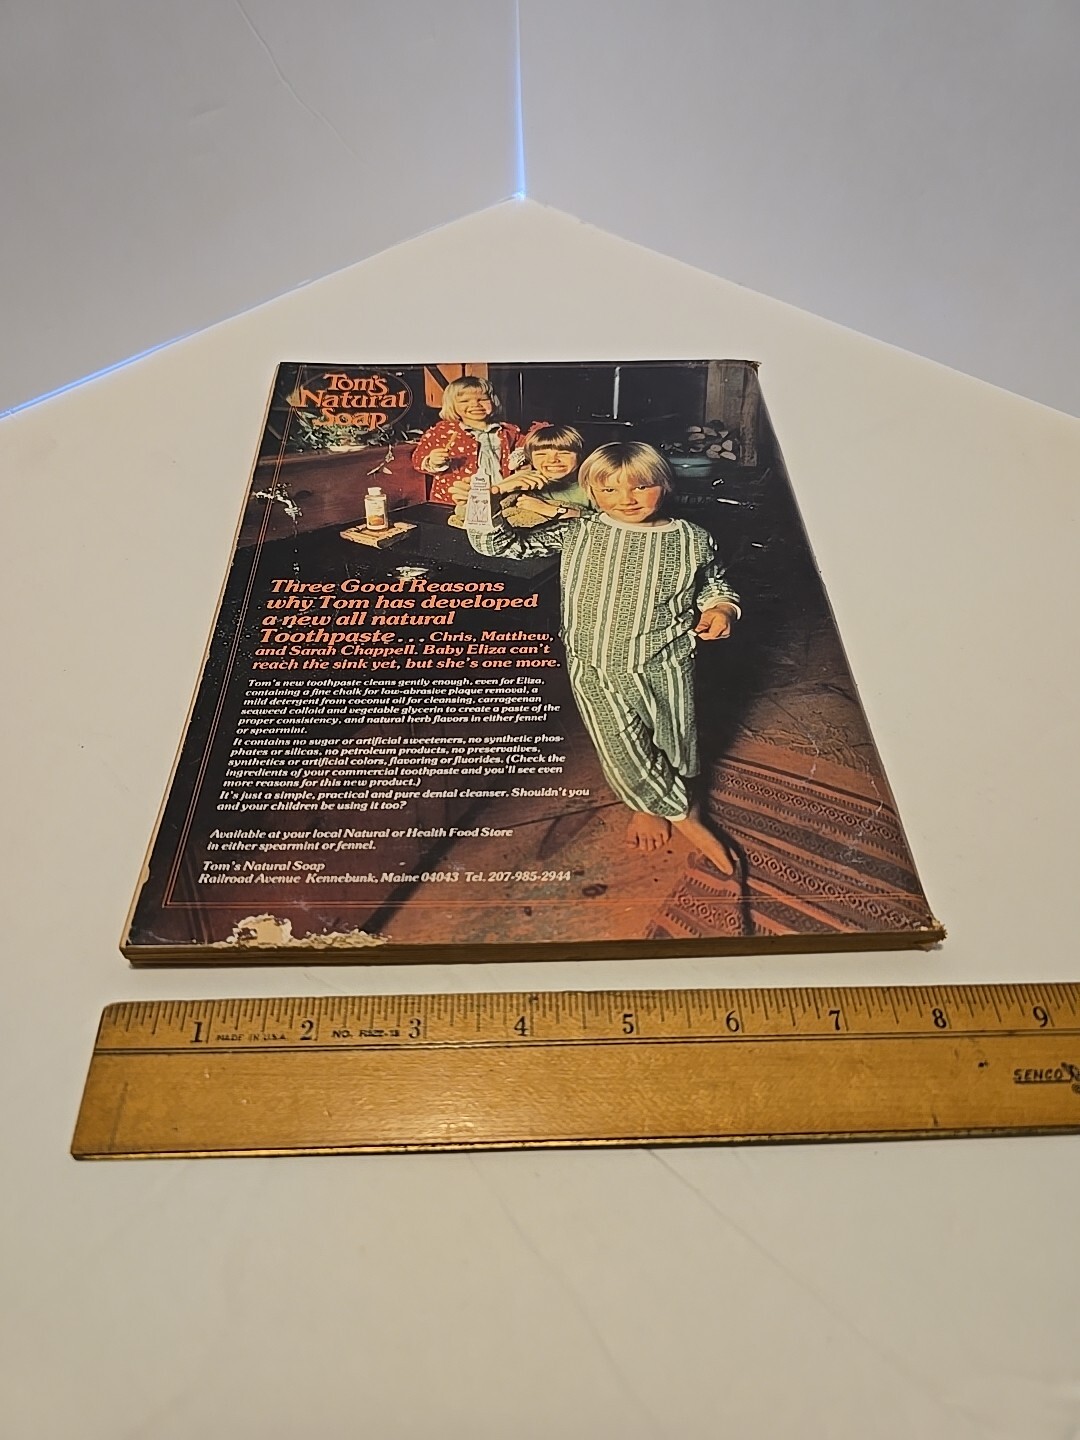 Tom's
Natural
Soap
Three Good Reasons
why Tom has developed
a new all natural
Toothpaste... Chris, Matthew,
and Sarah Chappell. Baby Eliza can't
reach the sink yet, but she's one more.
Tom's new toothpaste cleans gently enough, even for Eliza,
containing a fine chalk for low-abrasive plaque removal, a
mild detergent from coconut oil for cleansing, carrageenan
seaweed colloid and vegetable glycerin to create a paste of the
proper consistency, and natural herb flavors in either fennel
or spearmint.
It contains no sugar or artificial sweeteners, no synthetic phos-
phates or silicas, no petroleum products, no preservatives,
synthetics or artificial colors, flavoring or fluorides. (Check the
ingredients of your commercial toothpaste and you'll see even
more reasons for this new product.)
It's just a simple, practical and pure dental cleanser. Shouldn't you
and your children be using it too?
Available at your local Natural or Health Food Store
in either spearmint or fennel.
Tom's Natural Soap
Railroad Avenue Kennebunk, Maine 04043 Tel. 207-985-2944
1 MADE IN U.S.A. 2 NO. 3 4 5 6 7 8 9
SENCO